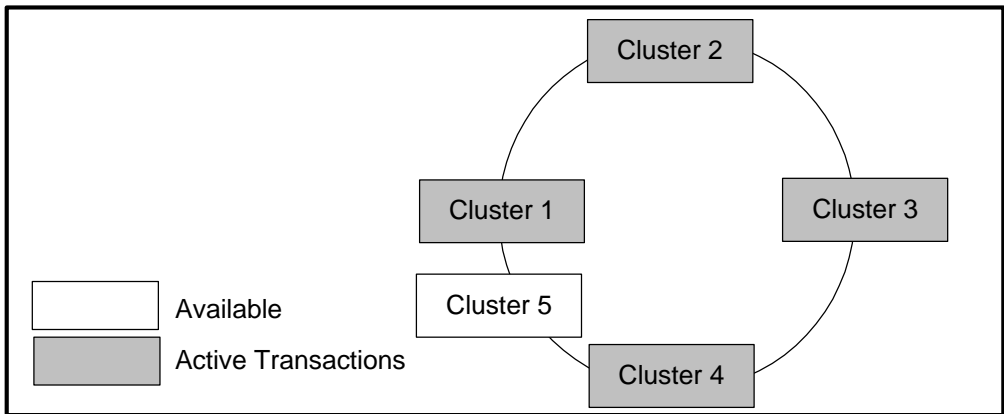 Cluster 2
Cluster 1
Cluster 3
Cluster 5
Cluster 4
Available
Active Transactions